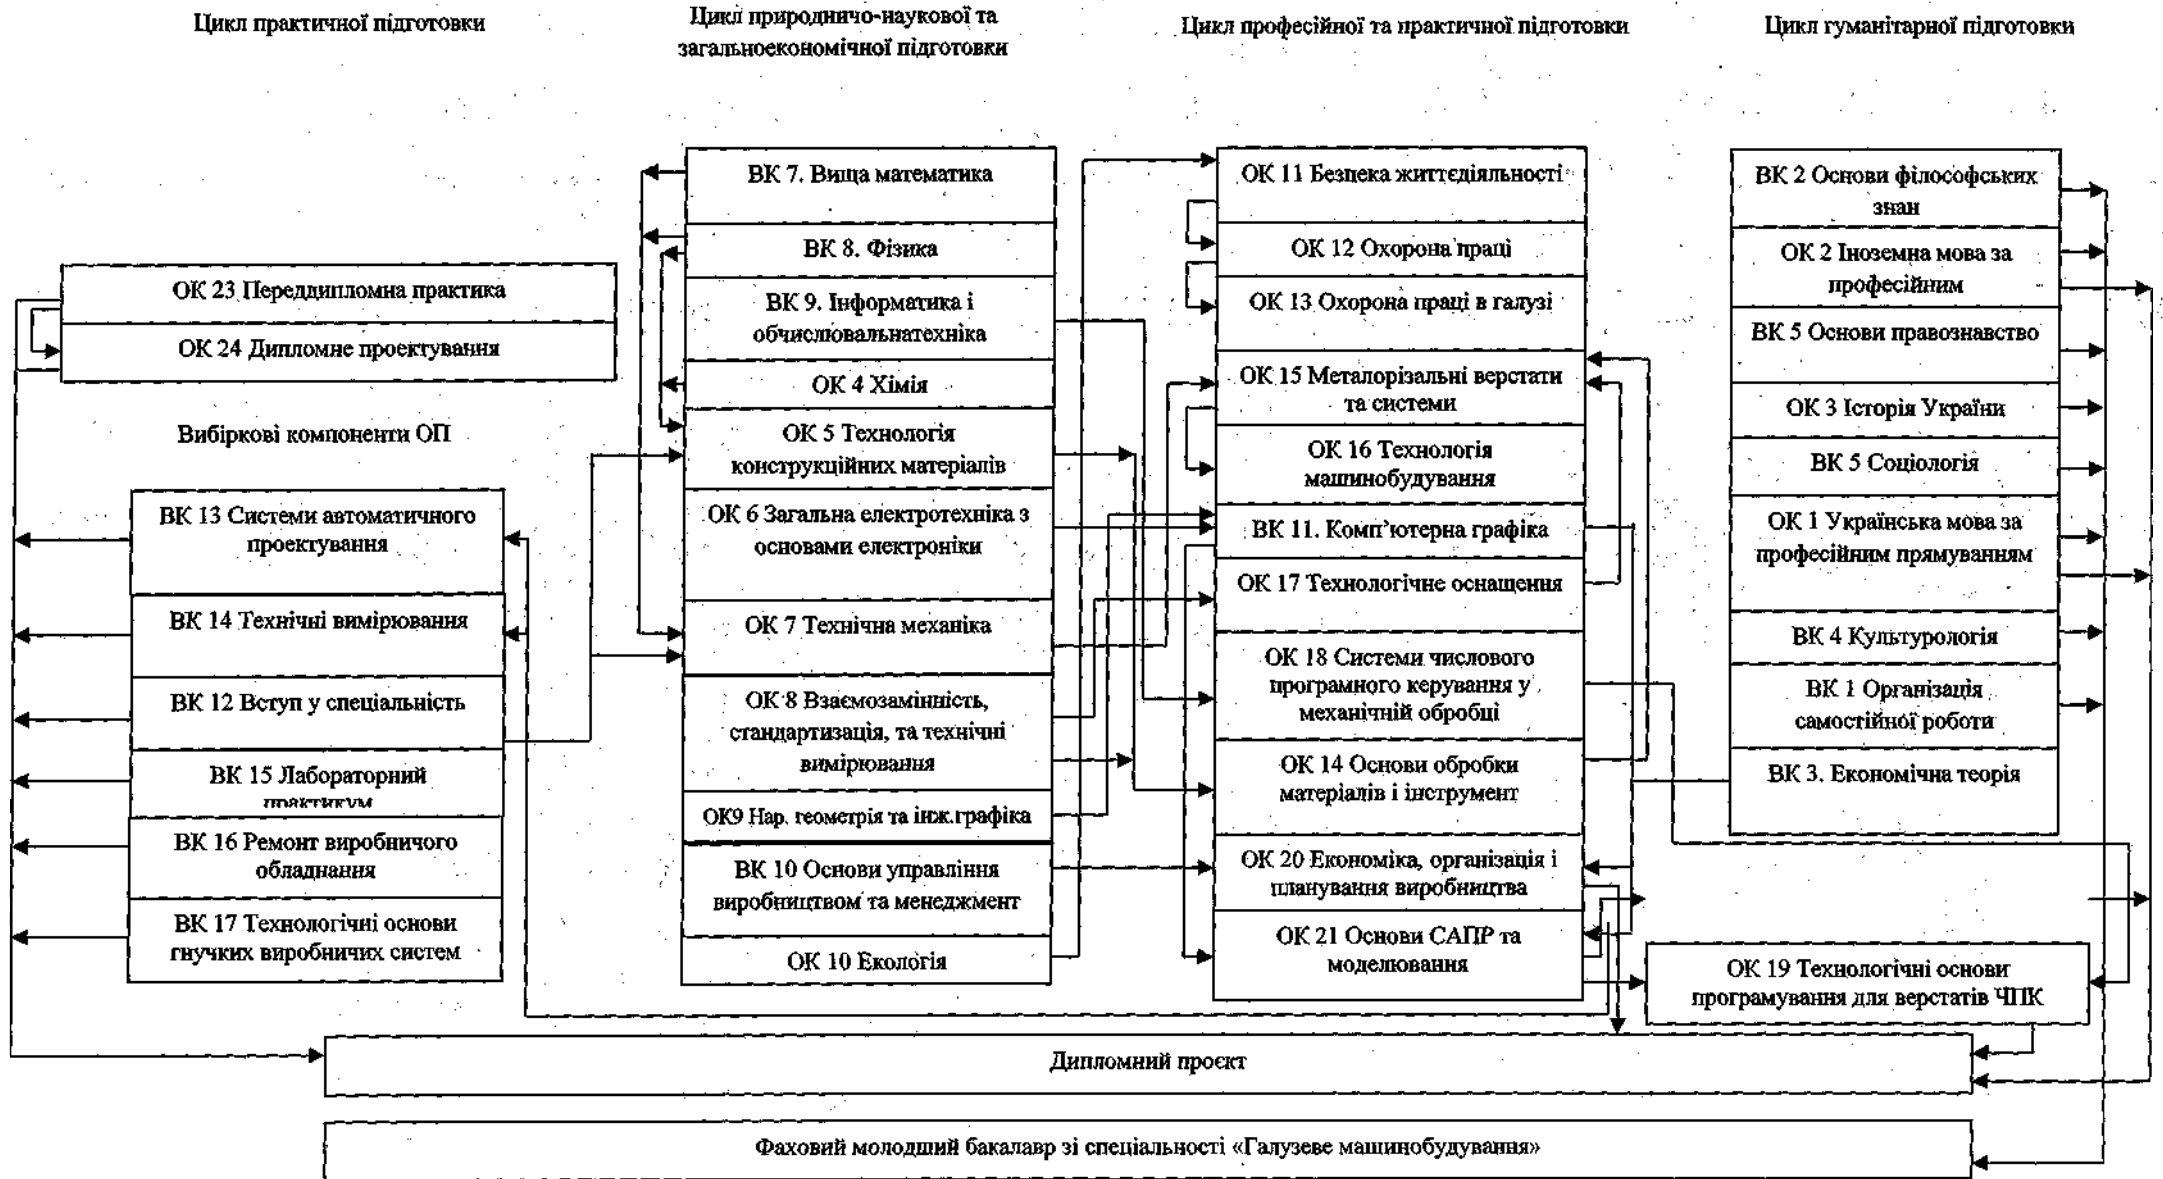 Цикл практичної підготовки
Цикл природничо-наукової та
загальноекономічної підготовки
Цикл професійної та практичної підготовки
Цикл гуманітарної підготовки
ОК 23 Переддипломна практика
ОК 24 Дипломне проектування
Вибіркові компоненти ОП
ВК 13 Системи автоматичного
проектування
ВК 14 Технічні вимірювання
ВК 12 Вступ у спеціальність
ВК 15 Лабораторний
практикум
ВК 16 Ремонт виробничого
обладнання
ВК 17 Технологічні основи
гнучких виробничих систем
ВК 7. Вища математика
ВК 8. Фізика
ВК 9. Інформатика і
обчислювальнатехніка
ОК 4 Хімія
ОК 5 Технологія
конструкційних матеріалів
ОК 6 Загальна електротехніка з
основами електроніки
ОК 7 Технічна механіка
ОК 8 Взаємозамінність,
стандартизація, та технічні
вимірювання
ОК9 Нар. геометрія та інж.графіка
ВК 10 Основи управління
виробництвом та менеджмент
ОК 10 Екологія
ОК 11 Безпека життєдіяльності
ОК 12 Охорона праці
ОК 13 Охорона праці в галузі
ОК 15 Металорізальні верстати
та системи
ОК 16 Технологія
машинобудування
ВК 11. Комп’ютерна графіка
ОК 17 Технологічне оснащення
ОК 18 Системи числового
програмного керування у
механічній обробці
ОК 14 Основи обробки
матеріалів і інструмент
ОК 20 Економіка, організація і
планування виробництва
ОК 21 Основи САПР та
моделювання
ВК 2 Основи філософських
знан
ОК 2 Іноземна мова за
професійним
ВК 5 Основи правознавство
ОК 3 Історія України
ВК 5 Соціологія
ОК 1 Українська мова за
професійним прямуванням
ВК 4 Культурологія
ВК 1 Організація
самостійної роботи
ВК 3. Економічна теорія
ОК 19 Технологічні основи
програмування для верстатів ЧПК
Дипломний проєкт
Фаховий молодший бакалавр зі спеціальності «Галузеве машинобудування»